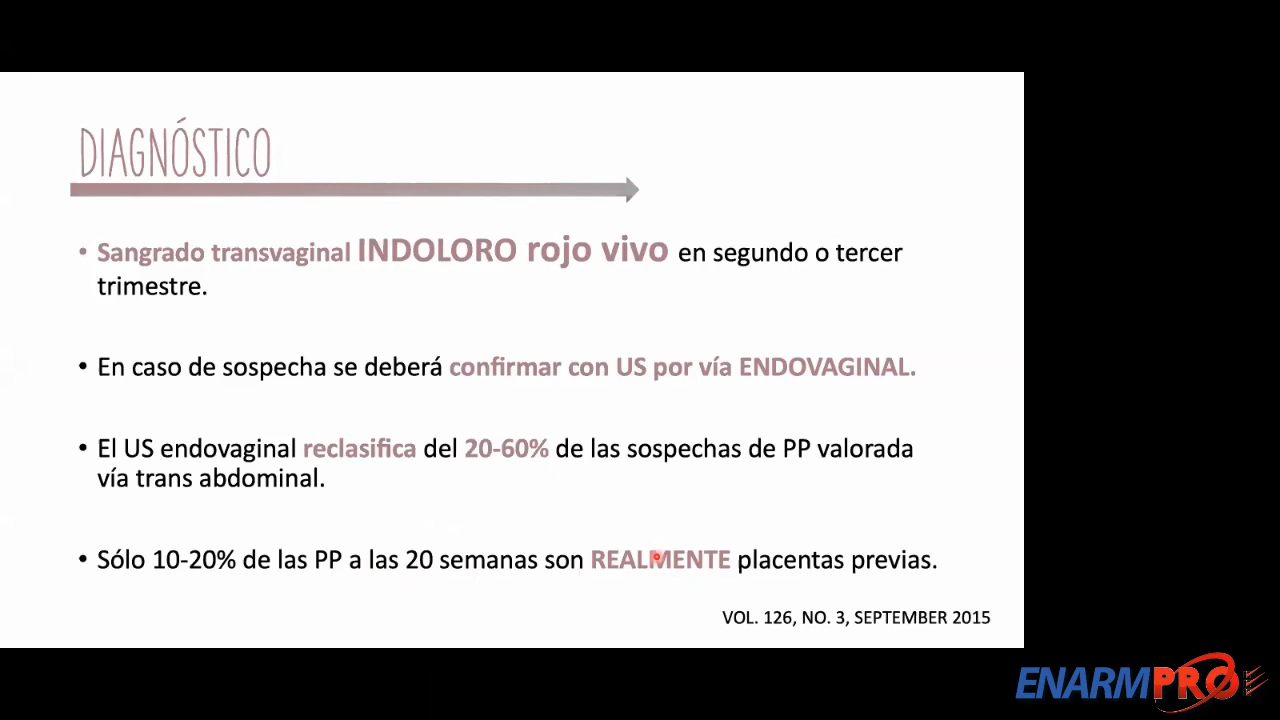 DIAGNÓSTICO
• Sangrado transvaginal INDOLORO rojo vivo en segundo o tercer
trimestre.
• En caso de sospecha se deberá confirmar con US por vía ENDOVAGINAL.
• El US endovaginal reclasifica del 20-60% de las sospechas de PP valorada
vía trans abdominal.
• Sólo 10-20% de las PP a las 20 semanas son REALMENTE placentas previas.
VOL. 126, NO. 3, SEPTEMBER 2015
ENARMPRO